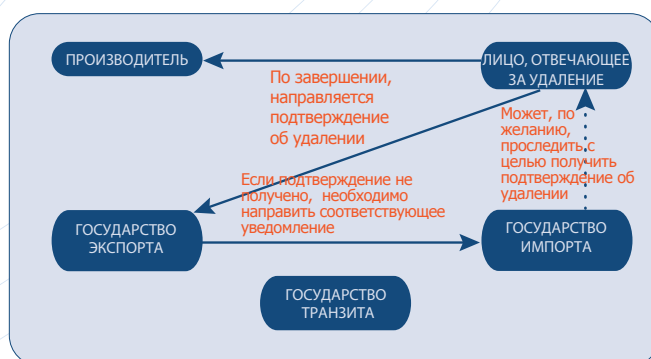 ПРОИЗВОДИТЕЛЬ
ЛИЦО, ОТВЕЧАЮЩЕЕ
ЗА УДАЛЕНИЕ
По завершении,
направляется
подтверждение
об удалении
Может, по
желанию,
проследить с
целью получить
подтверждение об
удалении
Если подтверждение не
получено, необходимо
направить соответствующее
уведомление
ГОСУДАРСТВО
ЭКСПОРТА
ГОСУДАРСТВО
ИМПОРТА
ГОСУДАРСТВО
ТРАНЗИТА